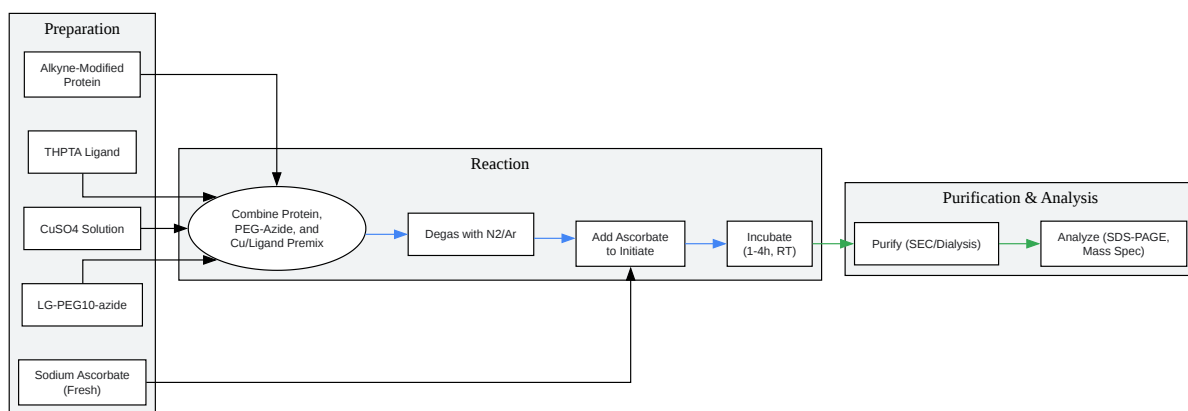 Preparation
Alkyne-Modified
Protein
THPTA Ligand
CuSO4 Solution
LG-PEG10-azide
Sodium Ascorbate
(Fresh)
Reaction
Combine Protein,
PEG-Azide, and
Cu/Ligand Premix
Degas with N2/Ar
Add Ascorbate
to Initiate
Incubate
(1-4h, RT)
Purification & Analysis
Purify (SEC/Dialysis)
Analyze (SDS-PAGE,
Mass Spec)